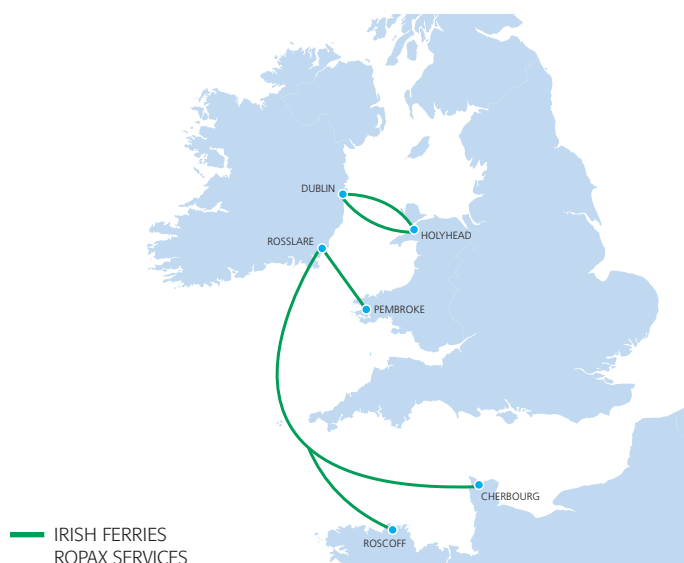 DUBLIN
HOLYHEAD
ROSSLARE
PEMBROKE
CHERBOURG
ROSCOFF
IRISH FERRIES
ROPAX SERVICES